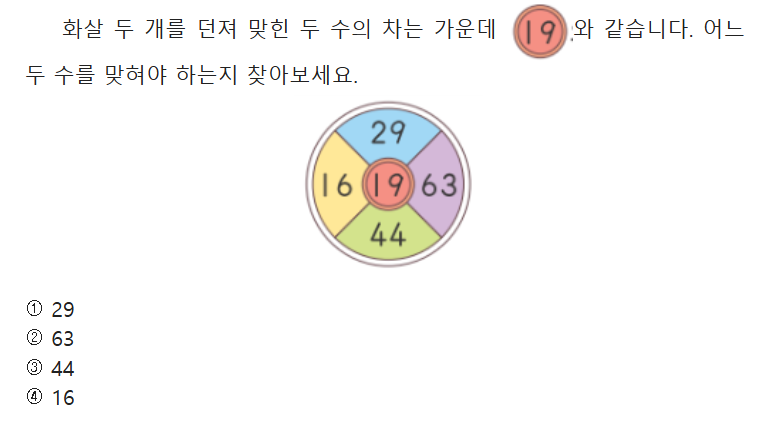 화살 두 개를 던져 맞힌 두 수의 차는 가운데 19와 같습니다. 어느
두 수를 맞혀야 하는지 찾아보세요.
29
16 19 63
44
① 29
② 63
③ 44
④ 16